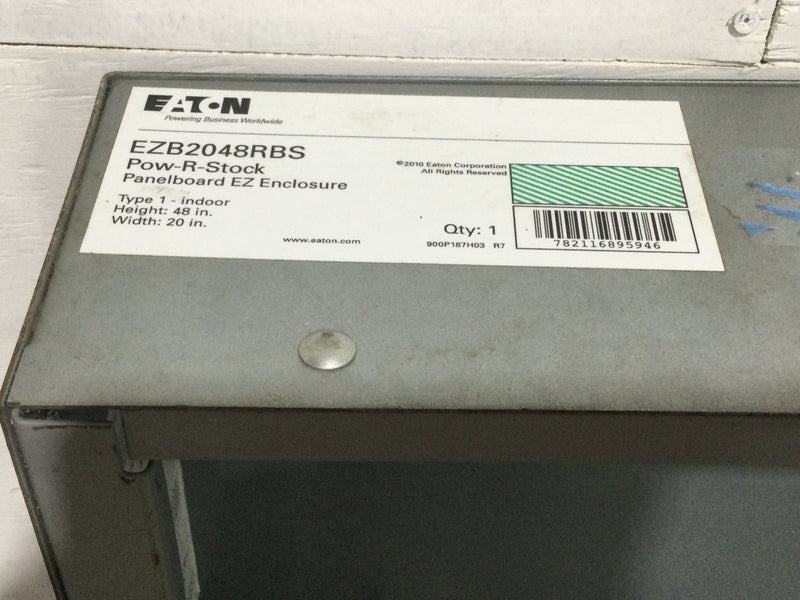 EATON
Powering Business Worldwide
EZB2048RBS
Pow-R-Stock
Panelboard EZ Enclosure
Type 1 - indoor
Height: 48 in.
Width: 20 in.
www.eaton.com
©2010 Eaton Corporation
All Rights Reserved
Qty: 1
900P187H03 R7
782116895946